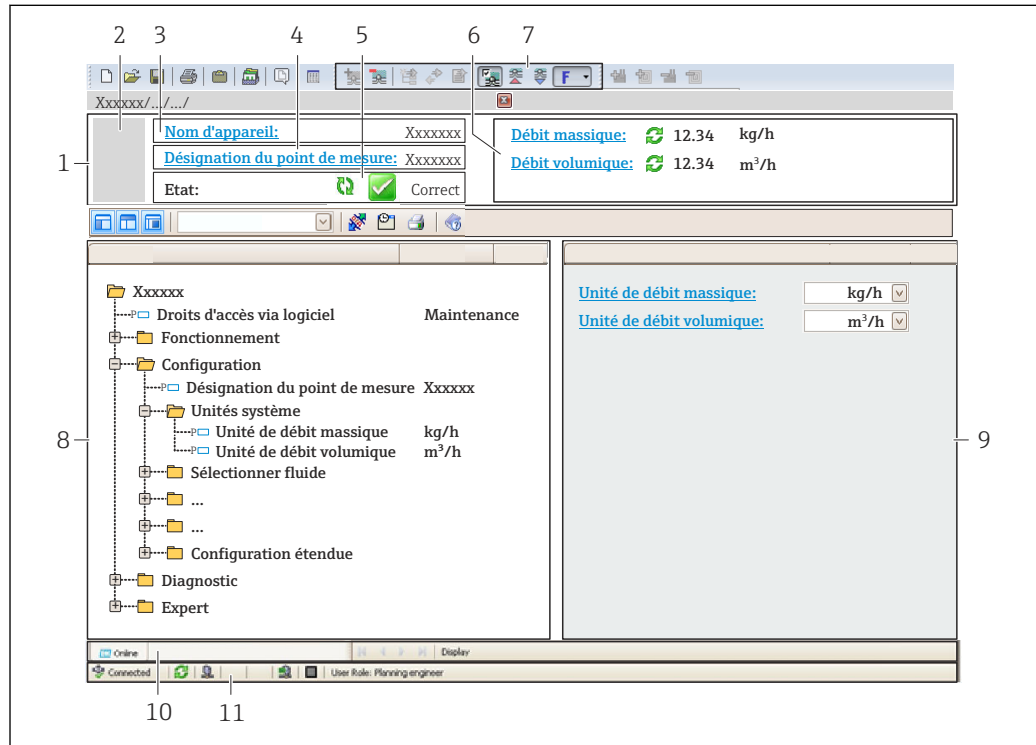 2 3 4 5 6 7
F
Xxxxxx/.../.../
1
Nom d'appareil: Xxxxxxx
Désignation du point de mesure: Xxxxxxx
Etat: Correct
Débit massique: 12.34 kg/h
Débit volumique: 12.34 m³/h
Xxxxxx
P Droits d'accès via logiciel Maintenance
Fonctionnement
Configuration
P Désignation du point de mesure Xxxxxx
Unités système
P Unité de débit massique kg/h
P Unité de débit volumique m³/h
Sélectionner fluide
...
...
Configuration étendue
Diagnostic
Expert
8
Unité de débit massique: kg/h
Unité de débit volumique: m³/h
9
Online Display
Connected User Role: Planning engineer
10 11